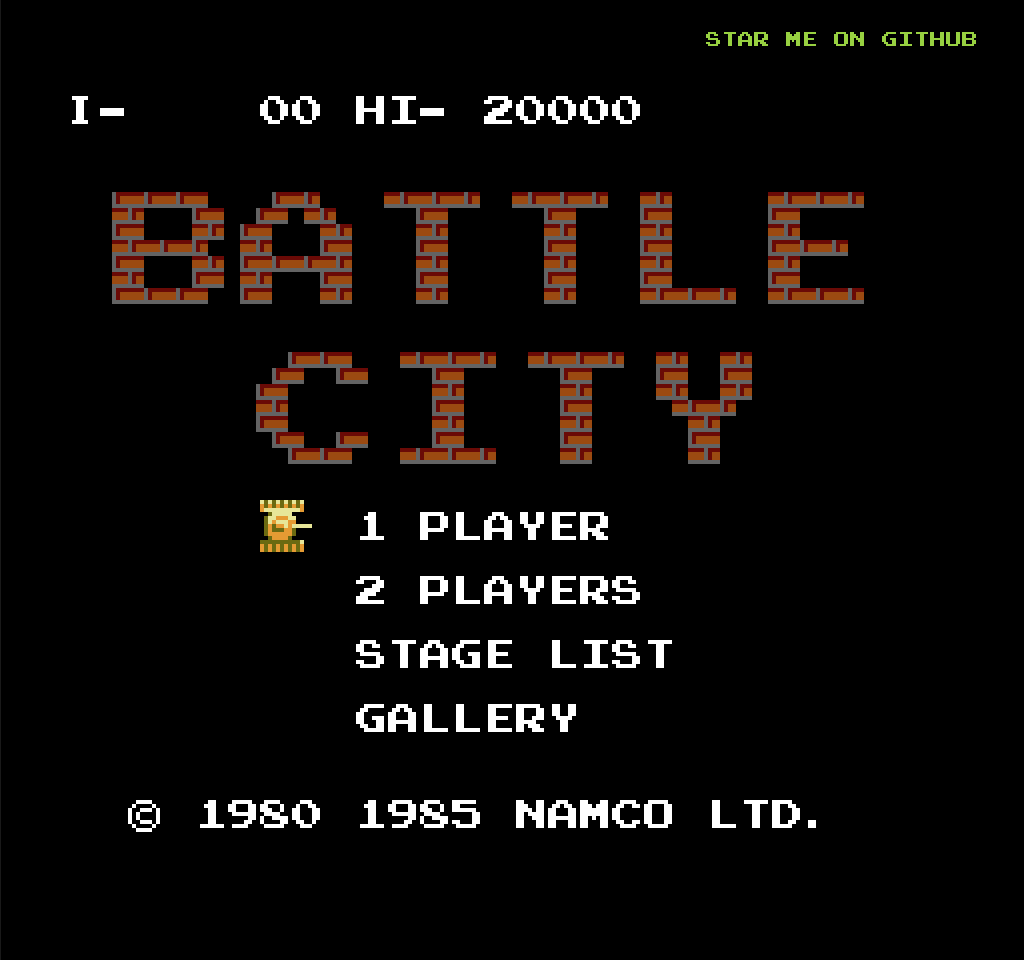 STAR ME ON GITHUB
I- 00 HI- 20000
BATTLE
CITY
1 PLAYER
2 PLAYERS
STAGE LIST
GALLERY
© 1980 1985 NAMCO LTD.